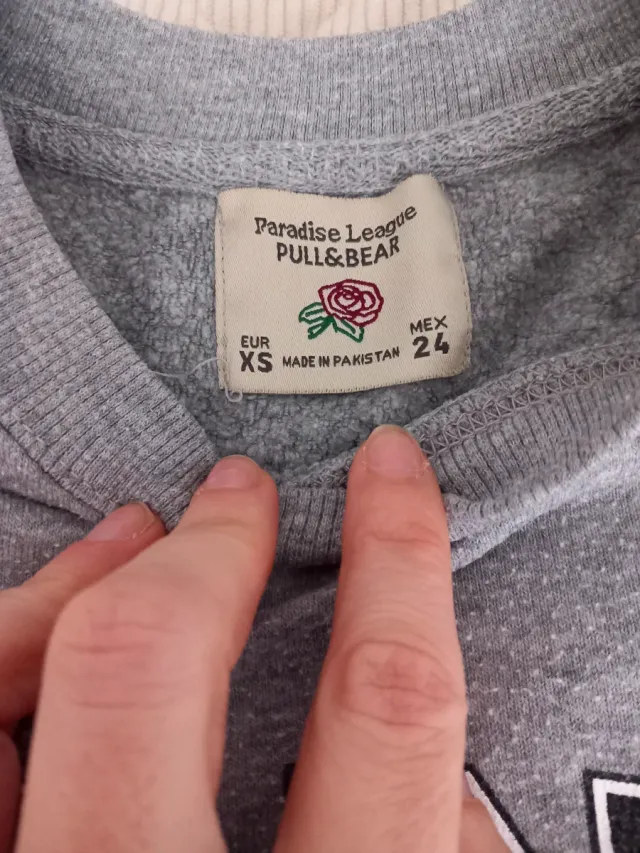 Paradise League
PULL&BEAR
EUR
XS
MADE IN PAKISTAN
MEX
24